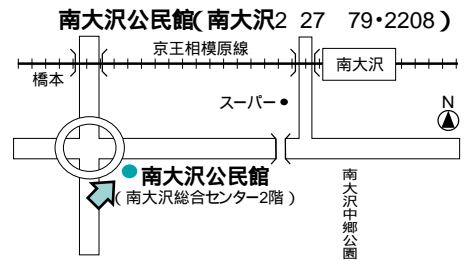 南大沢公民館(南大沢2 27 79・2208)
京王相模原線
橋本
南大沢
スーパー
N
南大沢公民館
(南大沢総合センター2階)
南大沢中郷公園